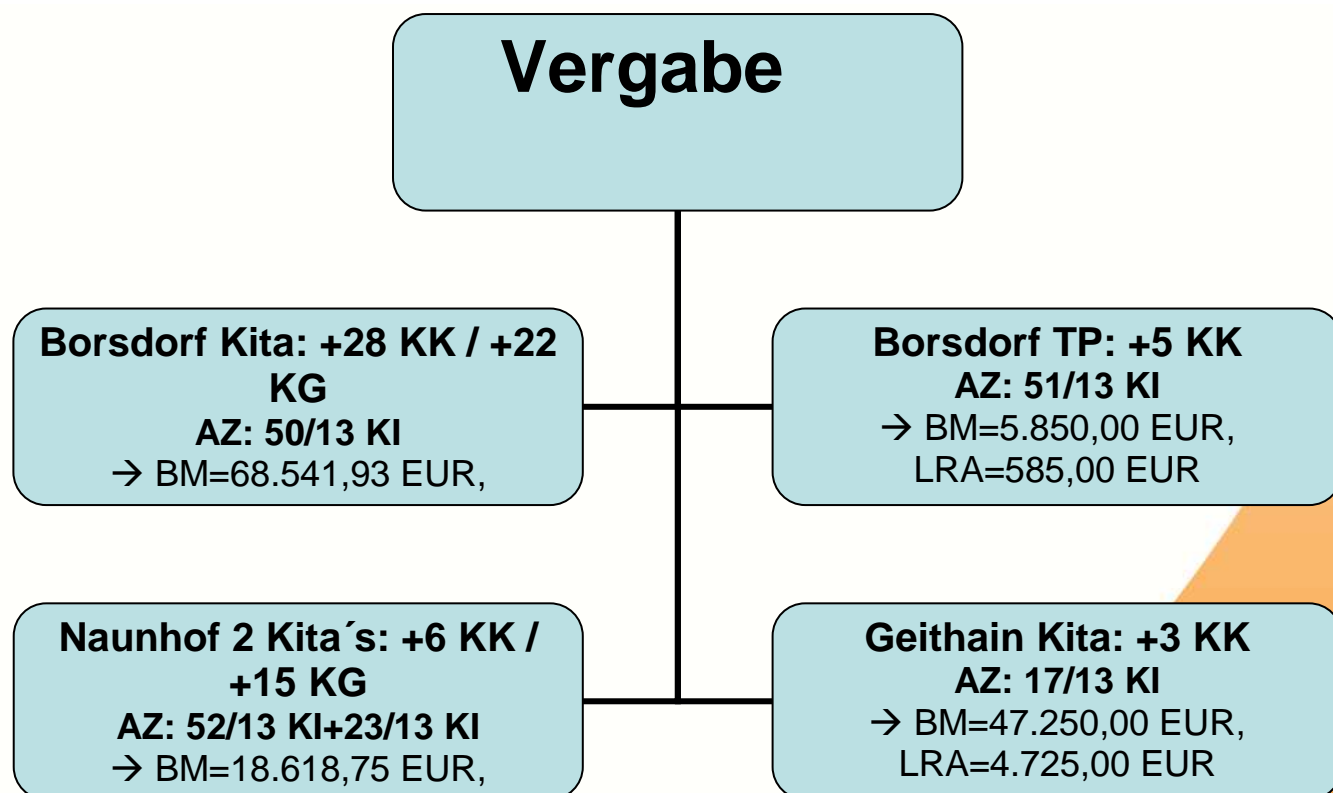 Vergabe
Borsdorf Kita: +28 KK / +22
KG
AZ: 50/13 KI
→ BM=68.541,93 EUR,
Borsdorf TP: +5 KK
AZ: 51/13 KI
→ BM=5.850,00 EUR,
LRA=585,00 EUR
Naunhof 2 Kita´s: +6 KK /
+15 KG
AZ: 52/13 KI+23/13 KI
→ BM=18.618,75 EUR,
Geithain Kita: +3 KK
AZ: 17/13 KI
→ BM=47.250,00 EUR,
LRA=4.725,00 EUR